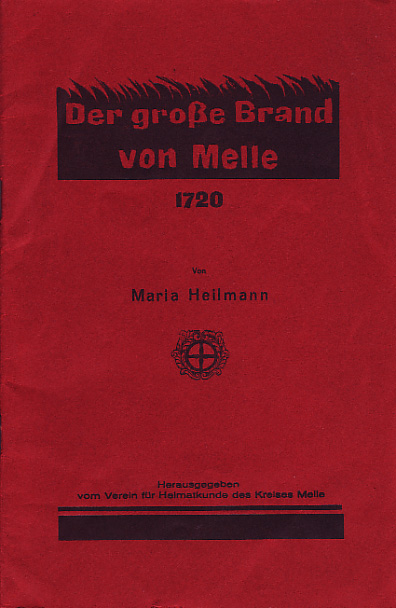 Der große Brand
von Melle
1720
Von
Maria Heilmann
Herausgegeben
vom Verein für Heimatkunde des Kreises Melle